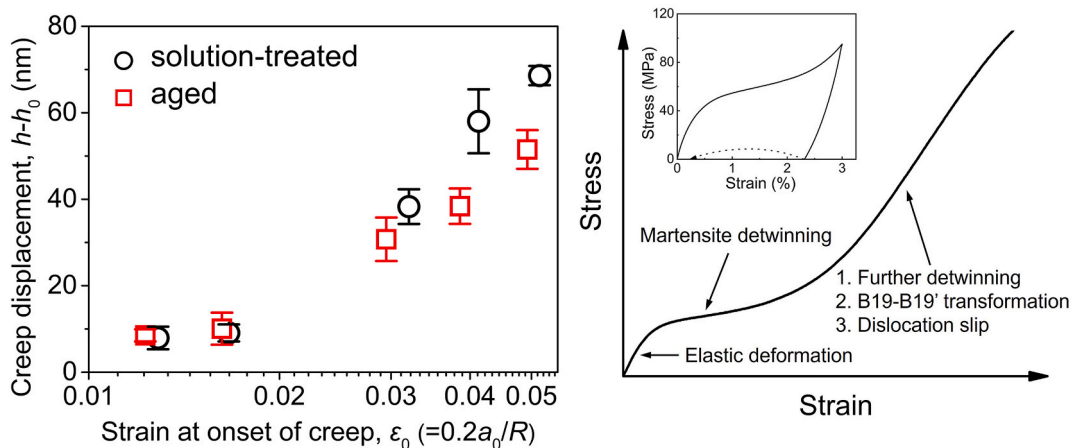 80
60
40
20
0
Creep displacement, h-h0 (nm)
solution-treated
aged
0.01
0.02
0.03
0.04
0.05
Strain at onset of creep, ε0 (=0.2a0/R)
Stress
Strain
Elastic deformation
Martensite detwinning
1. Further detwinning
2. B19-B19’ transformation
3. Dislocation slip
120
80
40
0
Stress (MPa)
0
1
2
3
Strain (%)